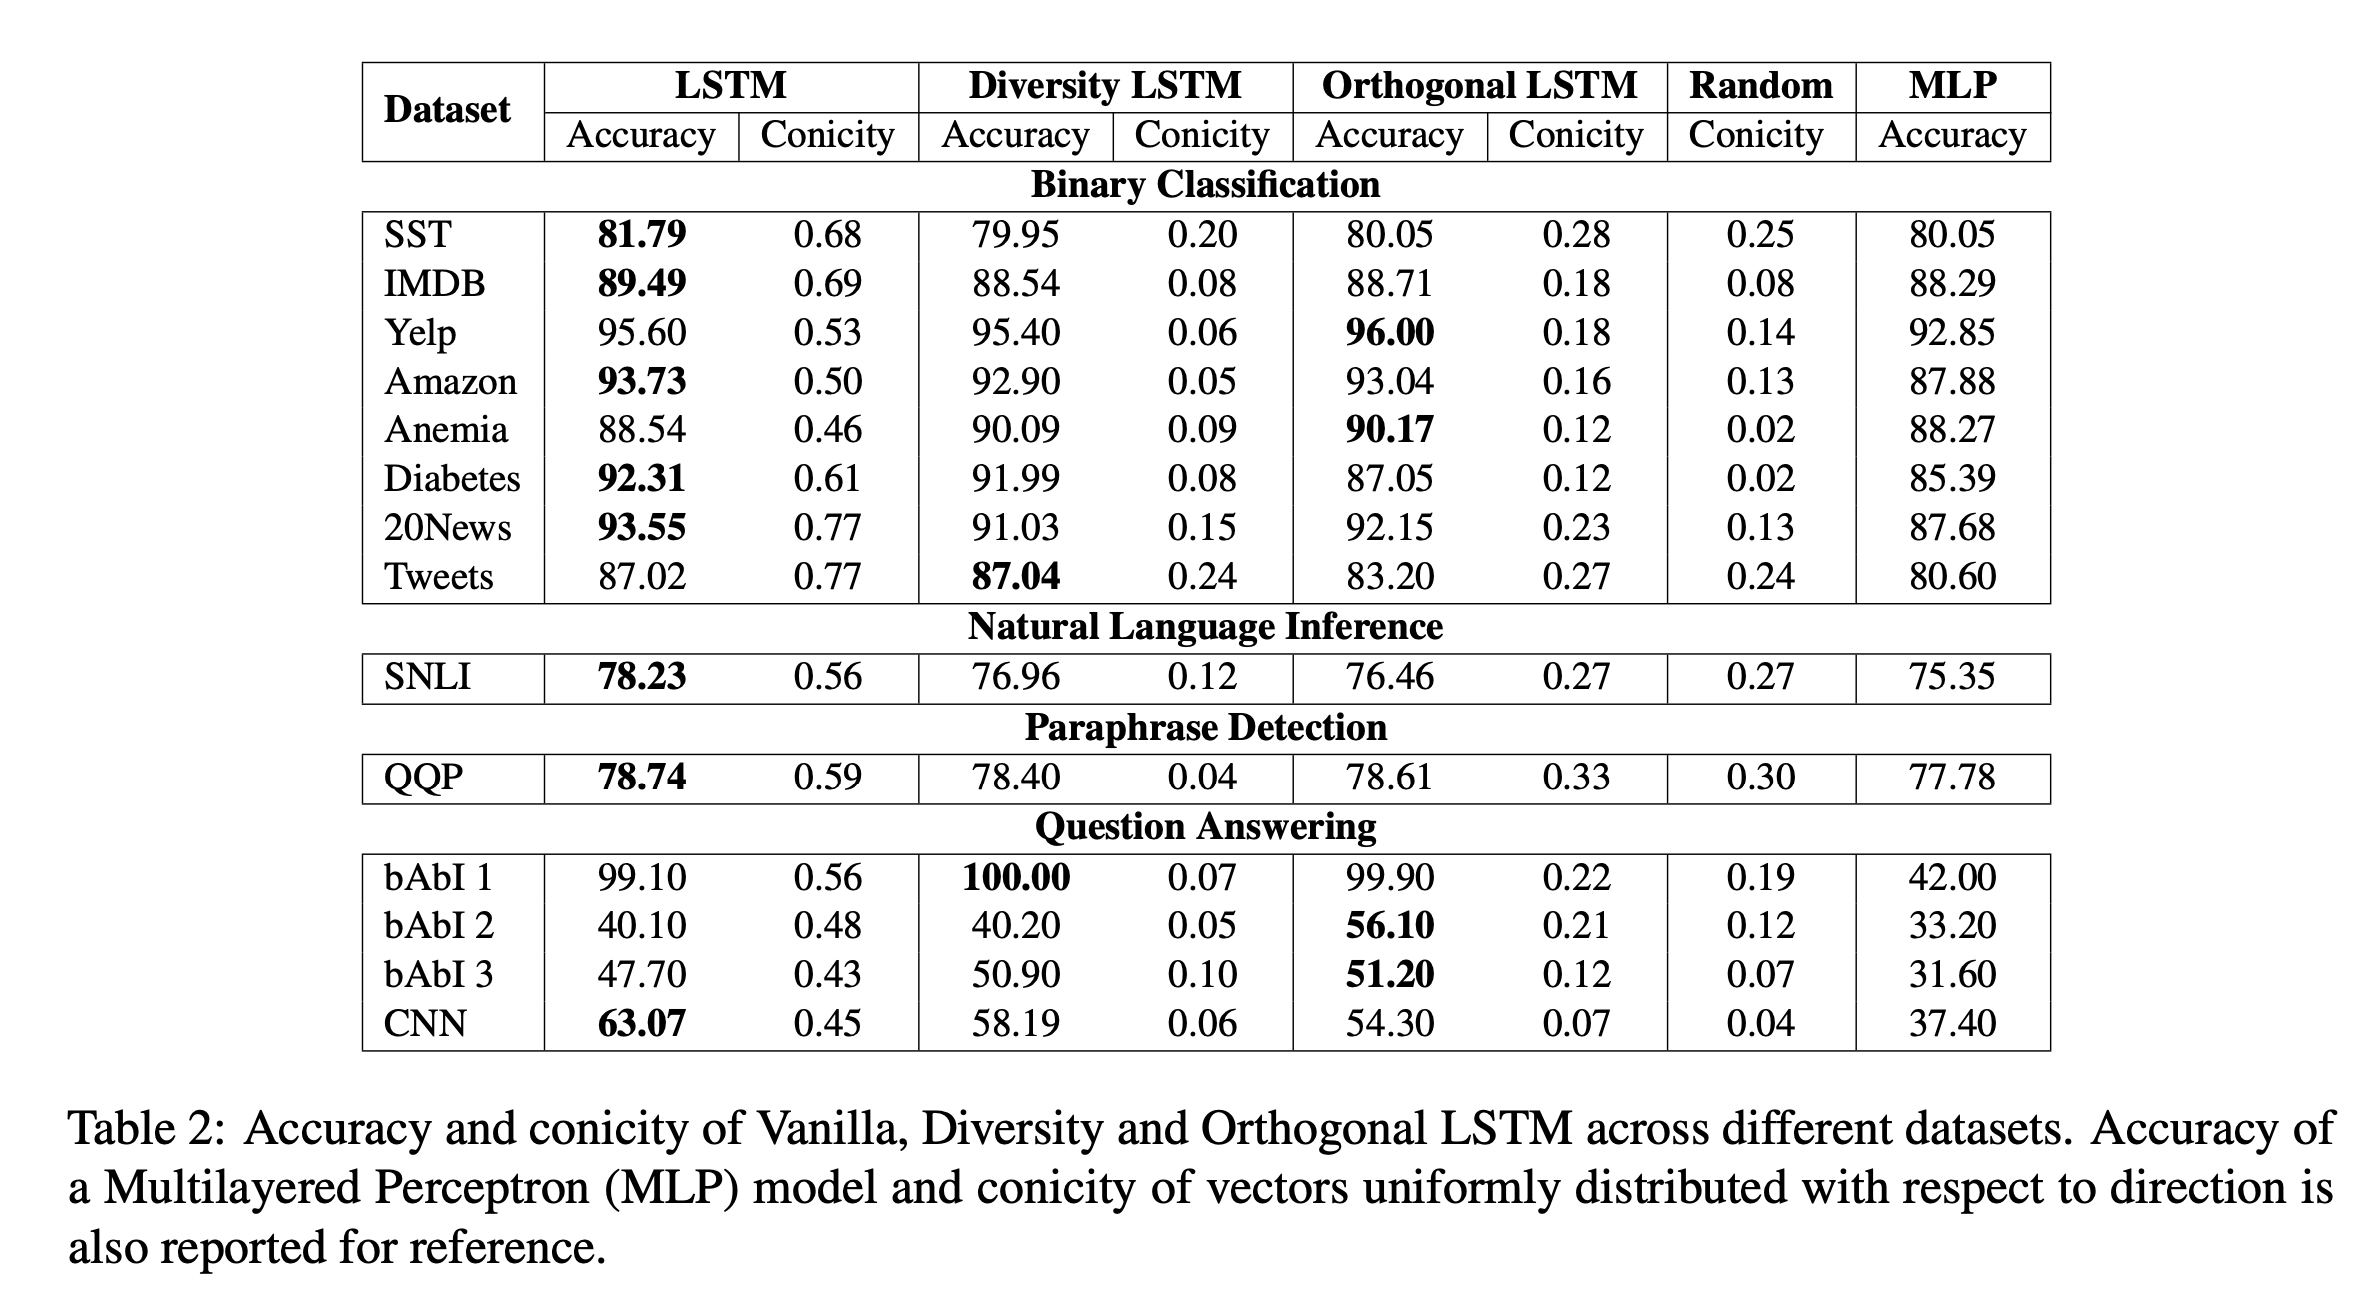 Dataset LSTM Diversity LSTM Orthogonal LSTM Random MLP
Accuracy Conicity Accuracy Conicity Accuracy Conicity Conicity Accuracy
Binary Classification
SST 81.79 0.68 79.95 0.20 80.05 0.28 0.25 80.05
IMDB 89.49 0.69 88.54 0.08 88.71 0.18 0.08 88.29
Yelp 95.60 0.53 95.40 0.06 96.00 0.18 0.14 92.85
Amazon 93.73 0.50 92.90 0.05 93.04 0.16 0.13 87.88
Anemia 88.54 0.46 90.09 0.09 90.17 0.12 0.02 88.27
Diabetes 92.31 0.61 91.99 0.08 87.05 0.12 0.02 85.39
20News 93.55 0.77 91.03 0.15 92.15 0.23 0.13 87.68
Tweets 87.02 0.77 87.04 0.24 83.20 0.27 0.24 80.60
Natural Language Inference
SNLI 78.23 0.56 76.96 0.12 76.46 0.27 0.27 75.35
Paraphrase Detection
QQP 78.74 0.59 78.40 0.04 78.61 0.33 0.30 77.78
Question Answering
bAbI 1 99.10 0.56 100.00 0.07 99.90 0.22 0.19 42.00
bAbI 2 40.10 0.48 40.20 0.05 56.10 0.21 0.12 33.20
bAbI 3 47.70 0.43 50.90 0.10 51.20 0.12 0.07 31.60
CNN 63.07 0.45 58.19 0.06 54.30 0.07 0.04 37.40
Table 2: Accuracy and conicity of Vanilla, Diversity and Orthogonal LSTM across different datasets. Accuracy of
a Multilayered Perceptron (MLP) model and conicity of vectors uniformly distributed with respect to direction is
also reported for reference.